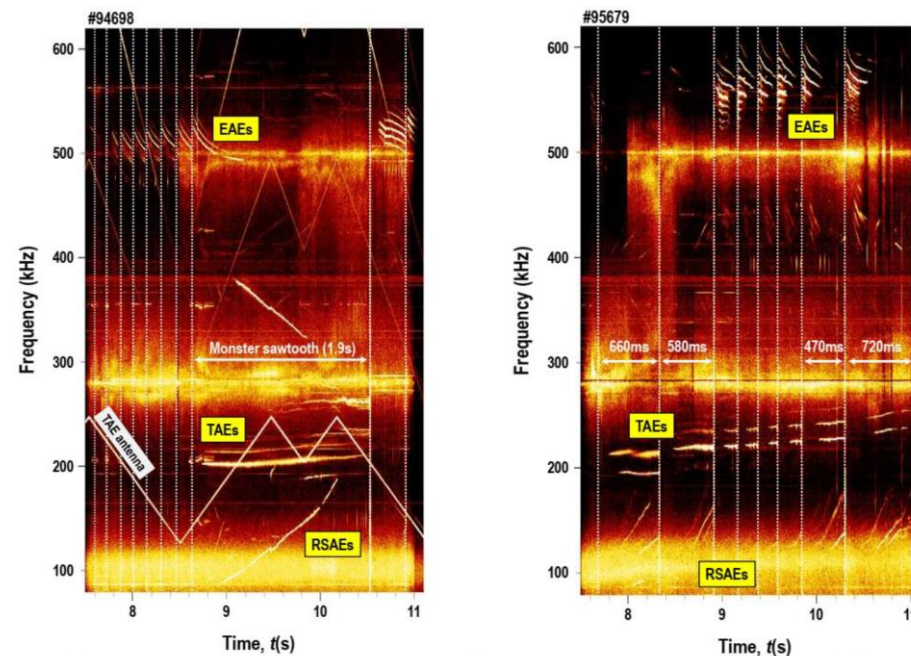 #94698
600
500
400
300
200
100
Frequency (kHz)
EAEs
Monster sawtooth (1.9s)
TAEs
TAE antenna
RSAEs
8
9
10
11
Time, t(s)
#95679
600
500
400
300
200
100
Frequency (kHz)
EAEs
660ms
580ms
470ms
720ms
TAEs
RSAEs
8
9
10
11
Time, t(s)